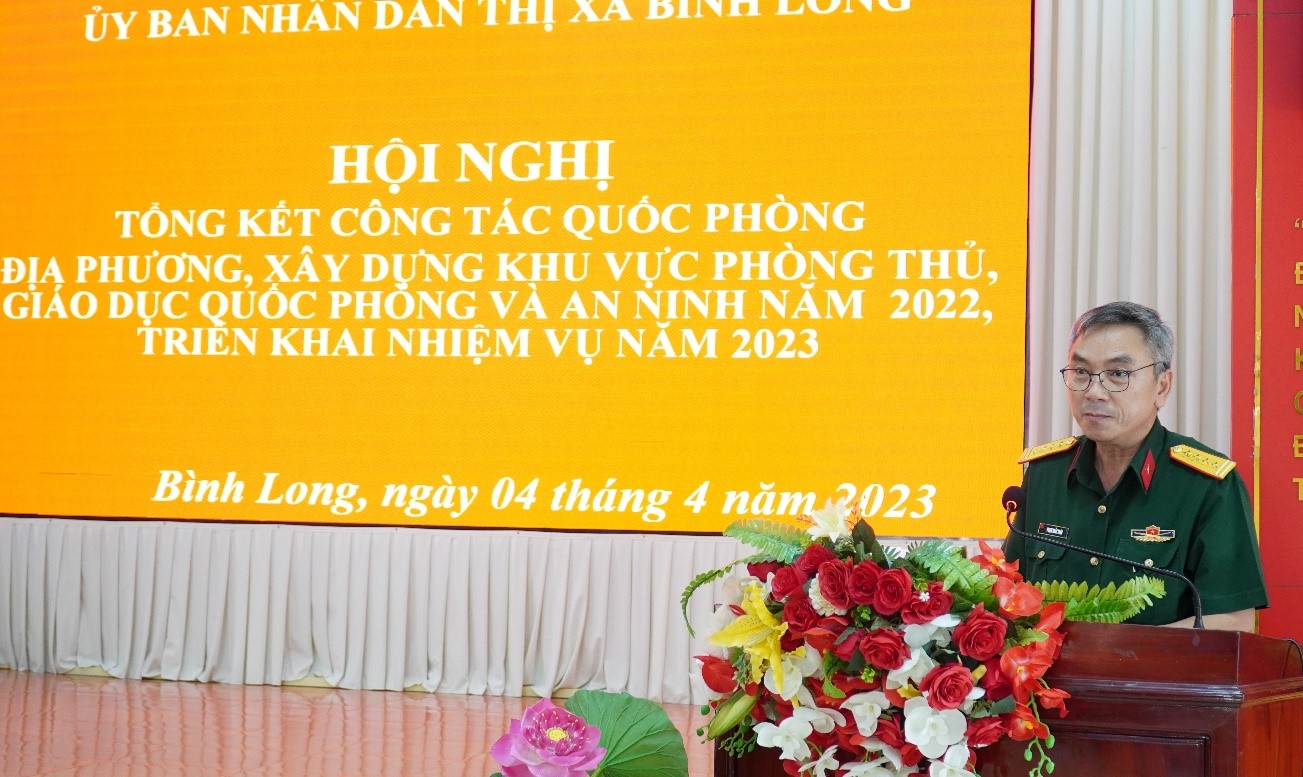 ỦY BAN NHÂN DÂN THỊ XÃ BÌNH LONG
HỘI NGHỊ
TỔNG KẾT CÔNG TÁC QUỐC PHÒNG
ĐỊA PHƯƠNG, XÂY DỰNG KHU VỰC PHÒNG THỦ,
GIÁO DỤC QUỐC PHÒNG VÀ AN NINH NĂM 2022,
TRIỂN KHAI NHIỆM VỤ NĂM 2023
Bình Long, ngày 04 tháng 4 năm 2023